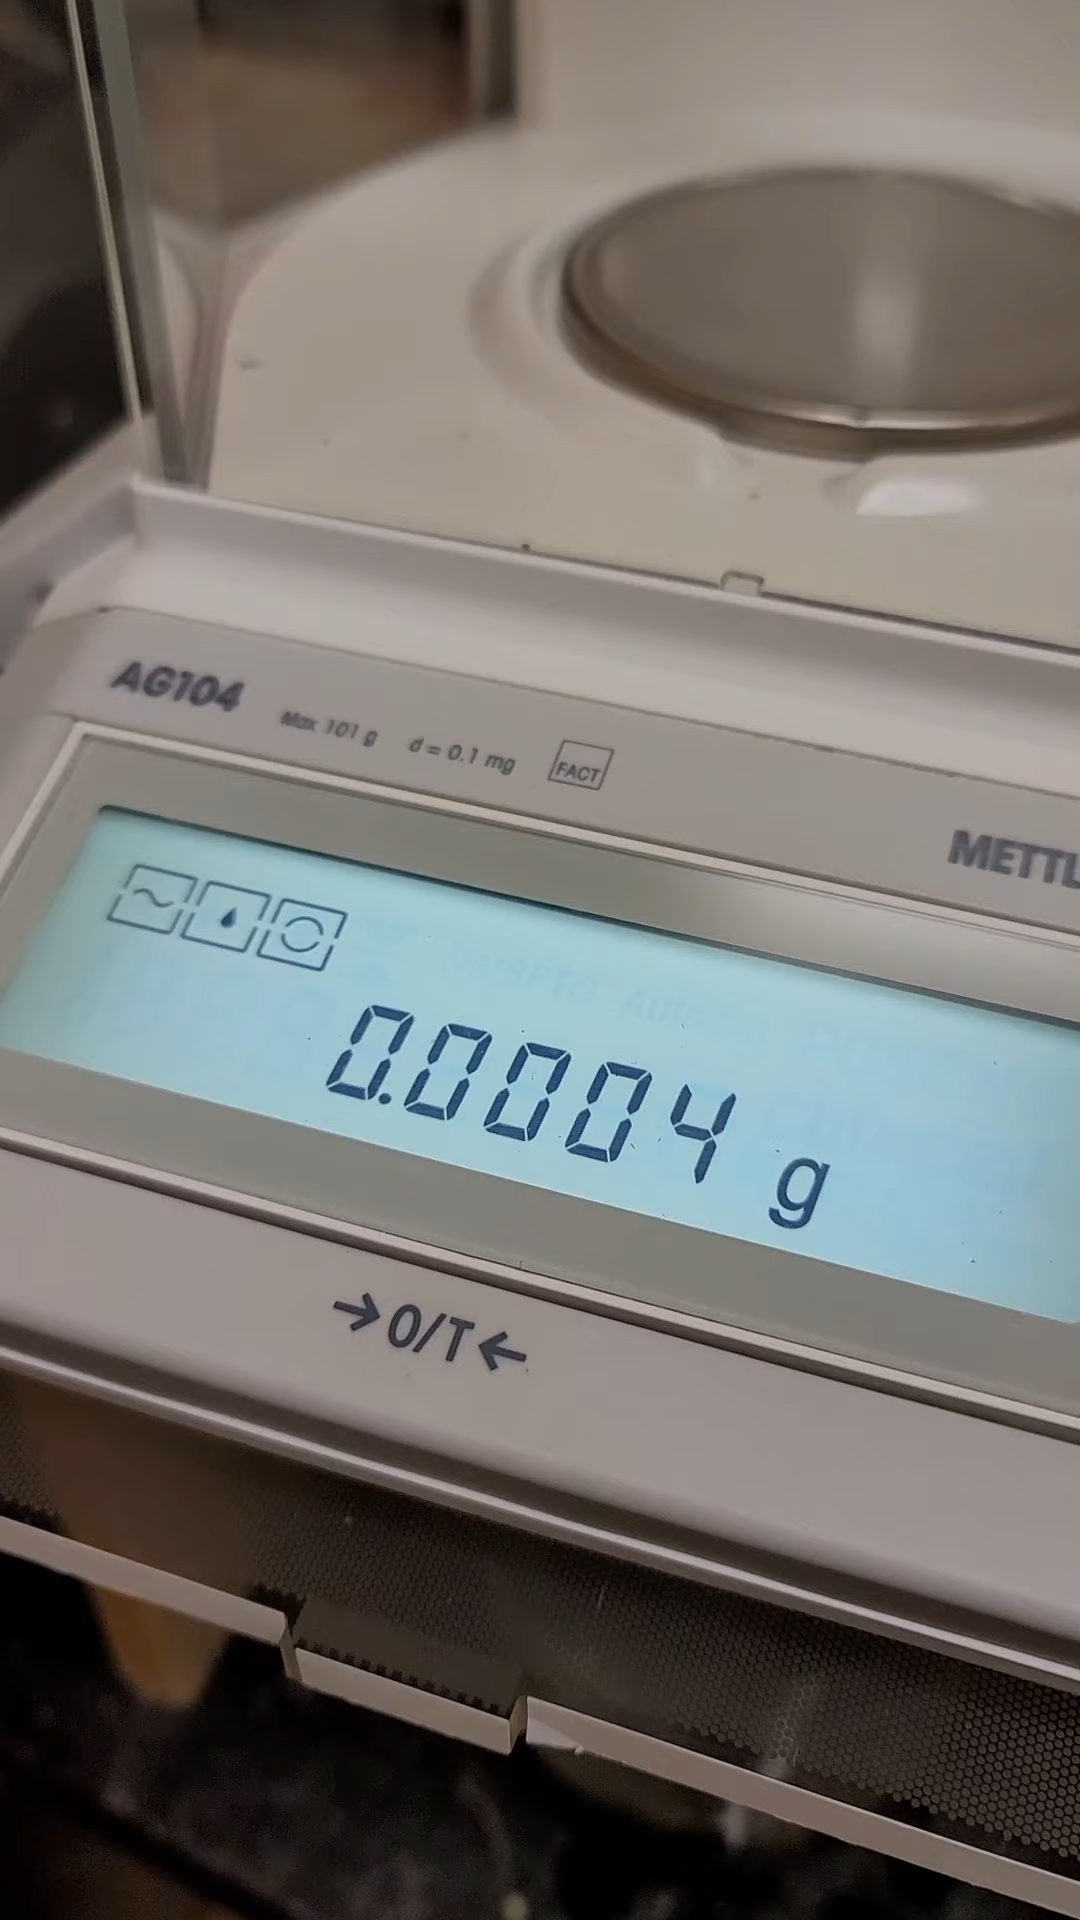 AG104 Max 101 g d = 0.1 mg FACT
METTL
0.0004 g
→0/T←